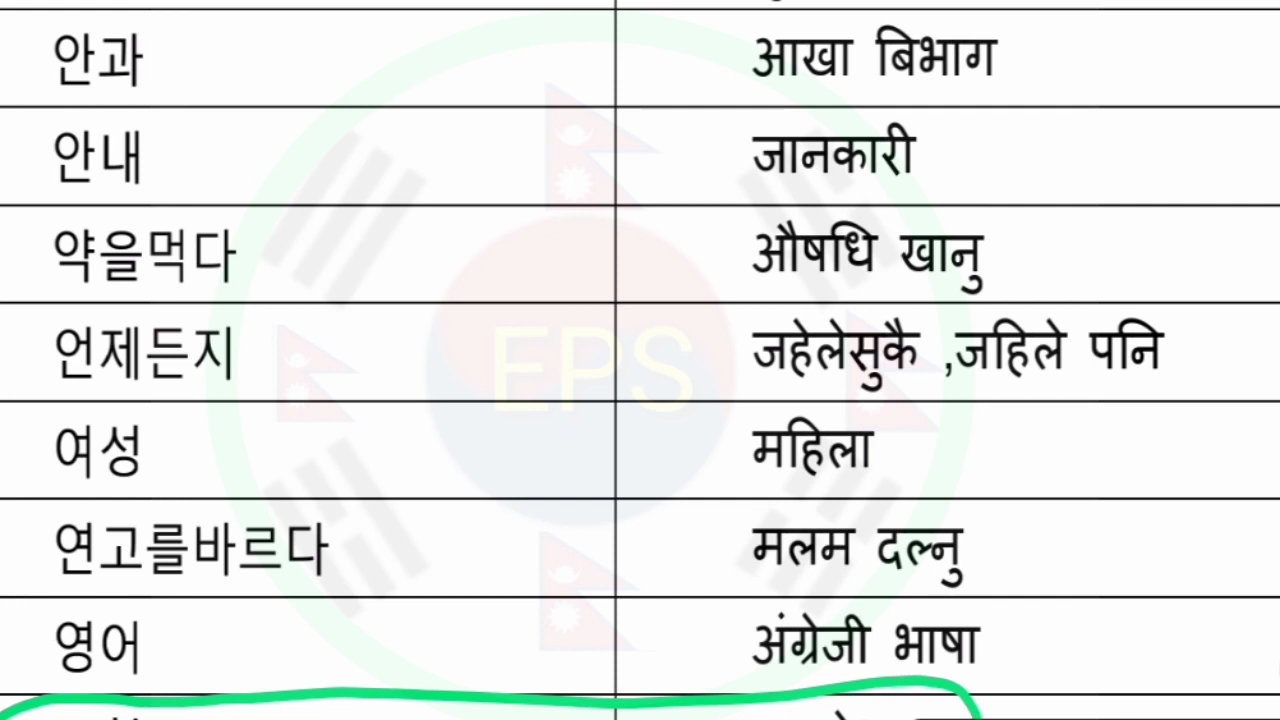 안과 आखा बिभाग
안내 जानकारी
약을먹다 औषधि खानु
언제든지 जहेलेसुकै ,जहिले पनि
여성 महिला
연고를바르다 मलम दल्नु
영어 अंग्रेजी भाषा
EPS